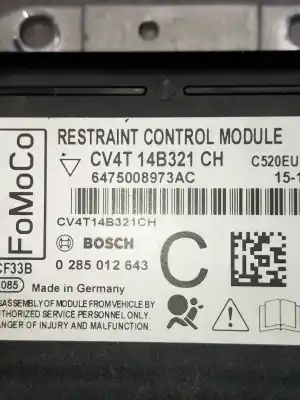 FoMoCo
RESTRAINT CONTROL MODULE
CV4T 14B321 CH
C520EU
6475008973AC
15-1
CV4T14B321CH
BOSCH
C
0 285 012 643
CF33B
085
Made in Germany
ASSEMBLY OF MODULE FROM VEHICLE BY
THORIZED SERVICE PERSONNEL ONLY.
ANGER OF INJURY AND MALFUNCTION.